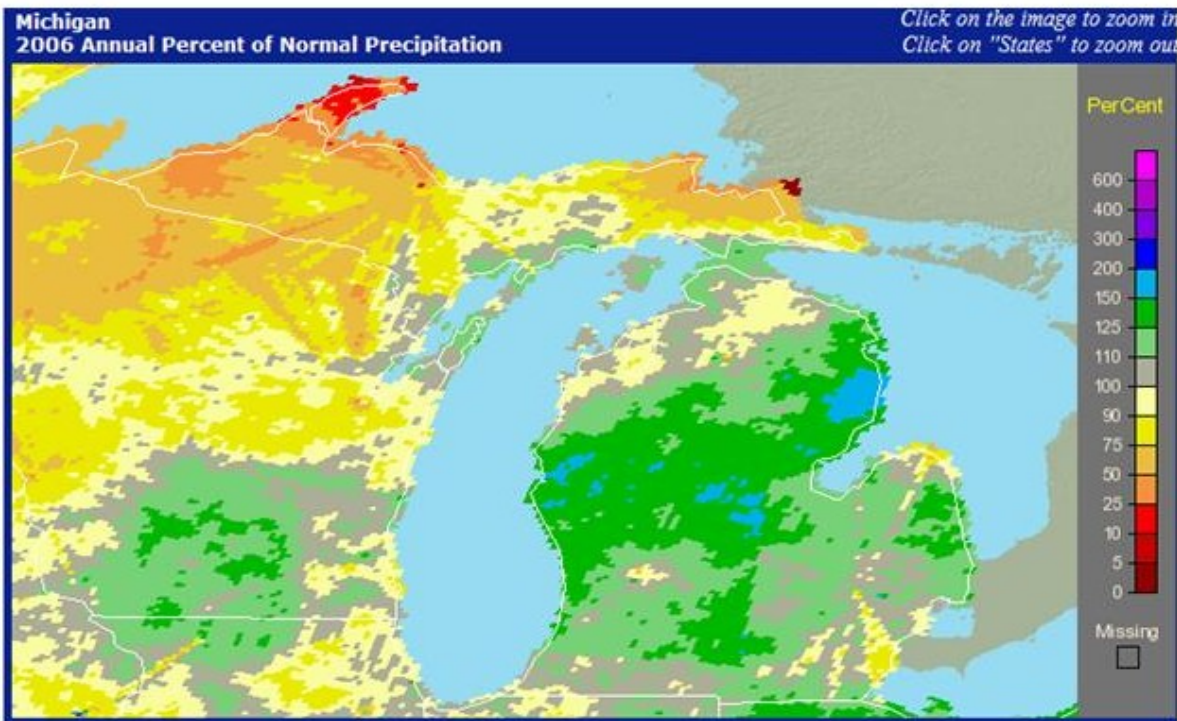 Michigan
2006 Annual Percent of Normal Precipitation
Click on the image to zoom in
Click on "States" to zoom out
PerCent
600
400
300
200
150
125
110
100
90
75
50
25
10
5
0
Missing